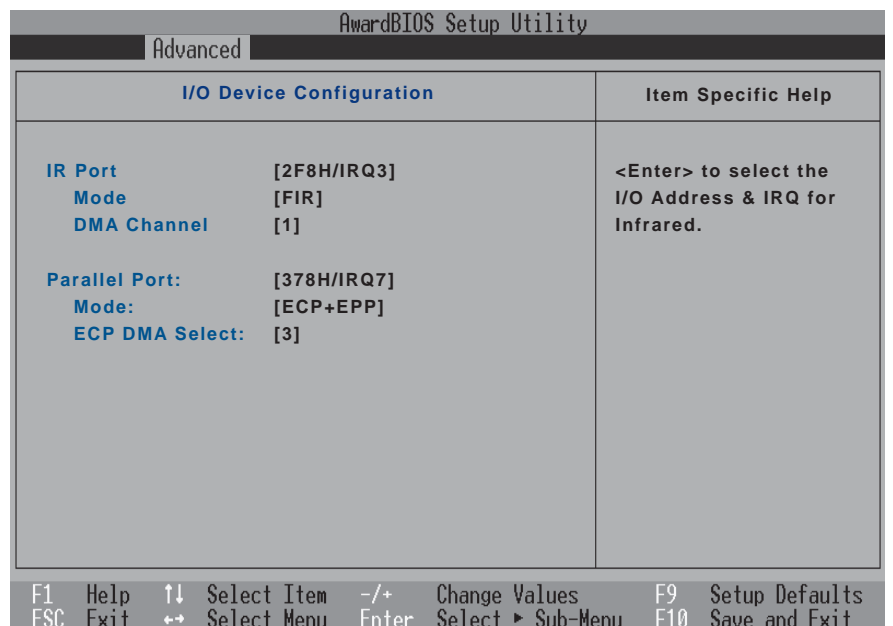 AwardBIOS Setup Utility
Advanced
I/O Device Configuration
Item Specific Help
IR Port [2F8H/IRQ3]
Mode [FIR]
DMA Channel [1]
Parallel Port: [378H/IRQ7]
Mode: [ECP+EPP]
ECP DMA Select: [3]
<Enter> to select the
I/O Address & IRQ for
Infrared.
F1 Help ↑↓ Select Item -/+ Change Values F9 Setup Defaults
ESC Exit ←→ Select Menu Enter Select ▶ Sub-Menu F10 Save and Exit